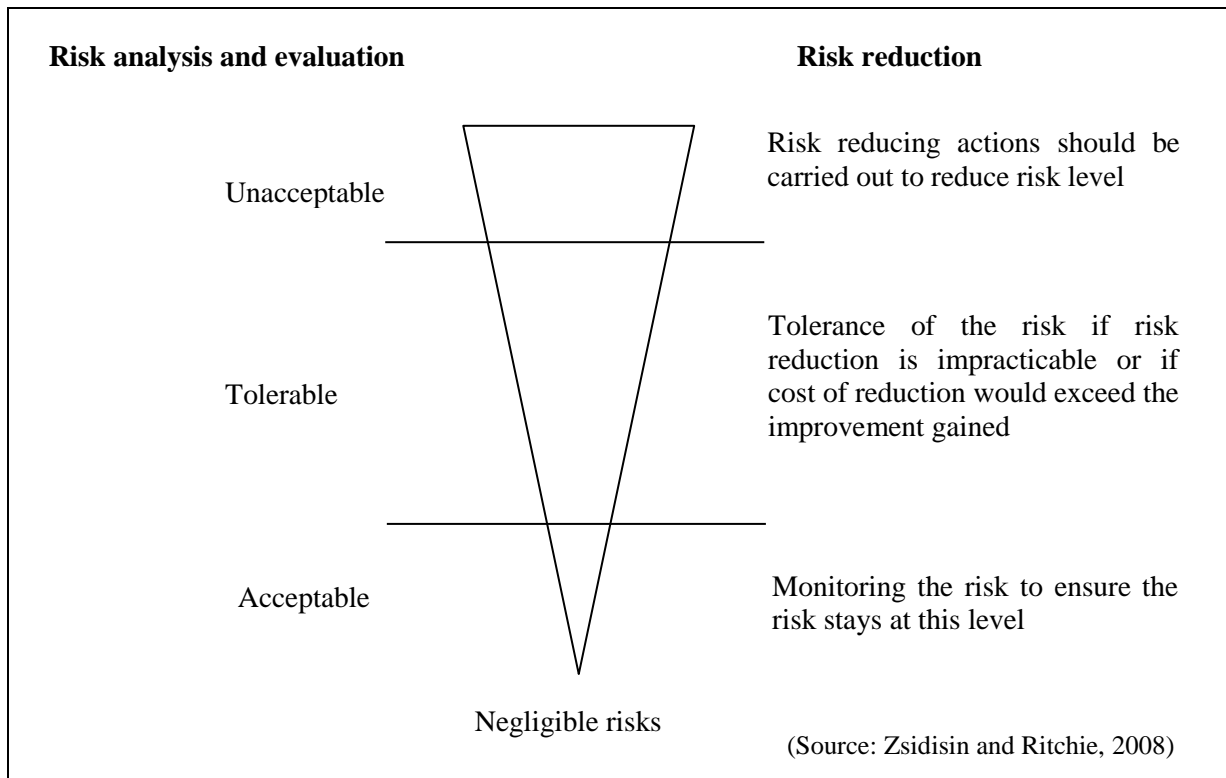 Risk analysis and evaluation
Risk reduction
Unacceptable
Risk reducing actions should be
carried out to reduce risk level
Tolerable
Tolerance of the risk if risk
reduction is impracticable or if
cost of reduction would exceed the
improvement gained
Acceptable
Monitoring the risk to ensure the
risk stays at this level
Negligible risks
(Source: Zsidisin and Ritchie, 2008)